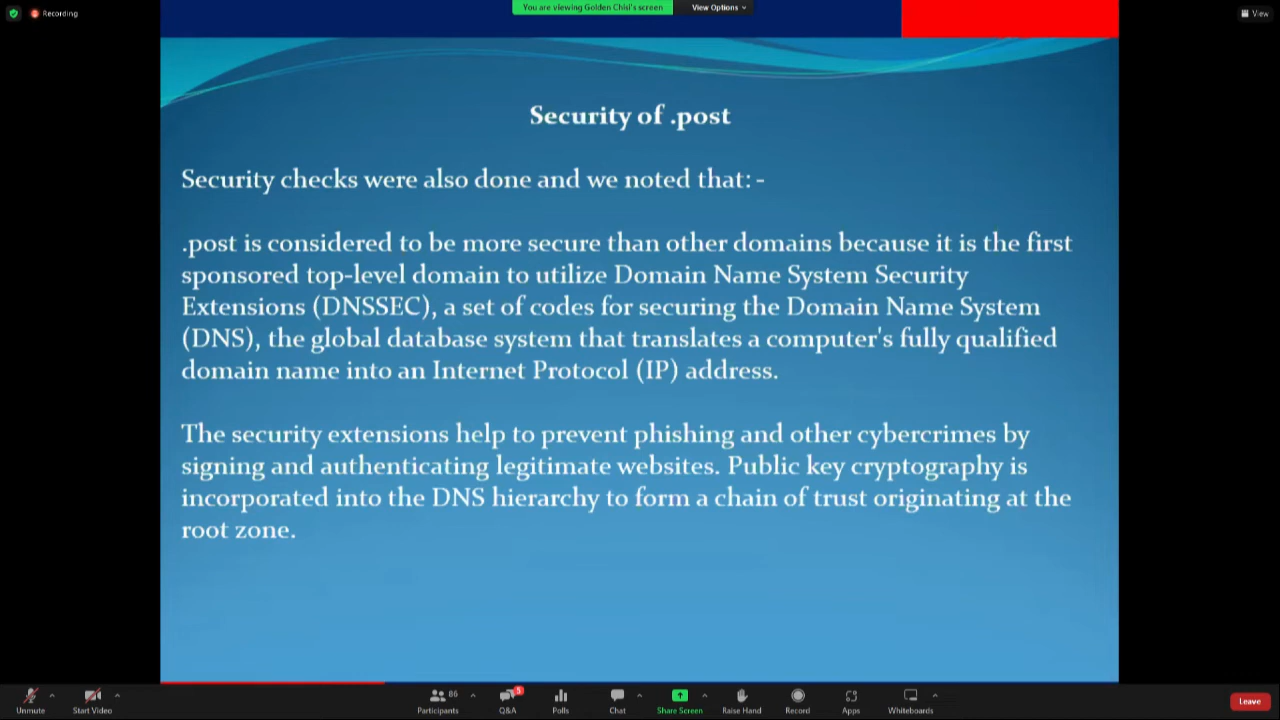 Recording
You are viewing Golden Chisi's screen
View Options
View
Security of .post
Security checks were also done and we noted that: -
.post is considered to be more secure than other domains because it is the first
sponsored top-level domain to utilize Domain Name System Security
Extensions (DNSSEC), a set of codes for securing the Domain Name System
(DNS), the global database system that translates a computer's fully qualified
domain name into an Internet Protocol (IP) address.
The security extensions help to prevent phishing and other cybercrimes by
signing and authenticating legitimate websites. Public key cryptography is
incorporated into the DNS hierarchy to form a chain of trust originating at the
root zone.
Unmute
Start Video
86
Participants
5
Q&A
Polls
Chat
Share Screen
Raise Hand
Record
Apps
Whiteboards
Leave